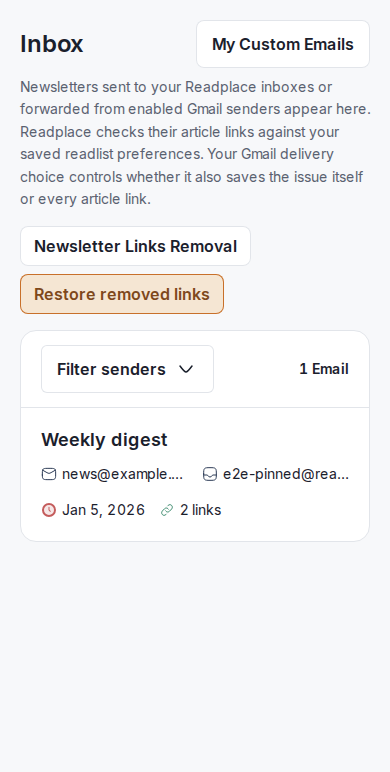 Inbox
My Custom Emails
Newsletters sent to your Readplace inboxes or
forwarded from enabled Gmail senders appear here.
Readplace checks their article links against your
saved readlist preferences. Your Gmail delivery
choice controls whether it also saves the issue itself
or every article link.
Newsletter Links Removal
Restore removed links
Filter senders
1 Email
Weekly digest
news@example.... e2e-pinned@rea...
Jan 5, 2026 2 links